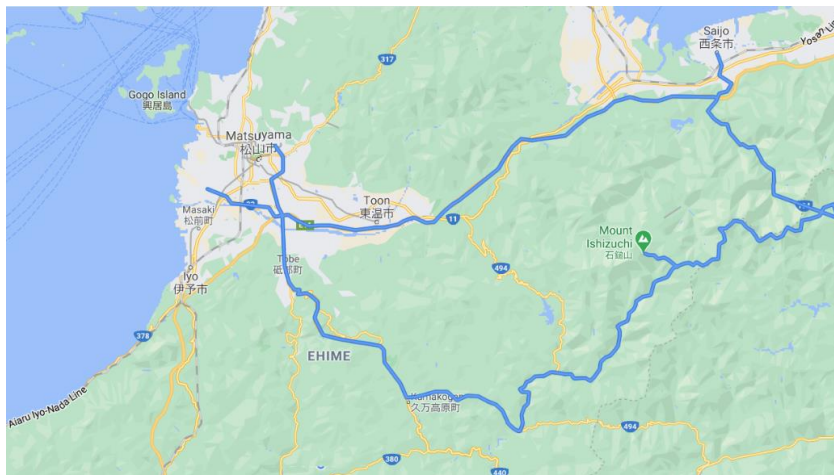 Saijo
西条市
Yosan Line
317
Gogo Island
興居島
Matsuyama
松山市
Toon
東温市
Masaki
松前町
11
Mount
Ishizuchi
石鎚山
494
Tobe
砥部町
Iyo
伊予市
378
EHIME
Aiaru Iyo-Nada Line
Kumakogen
久万高原町
494
380
440